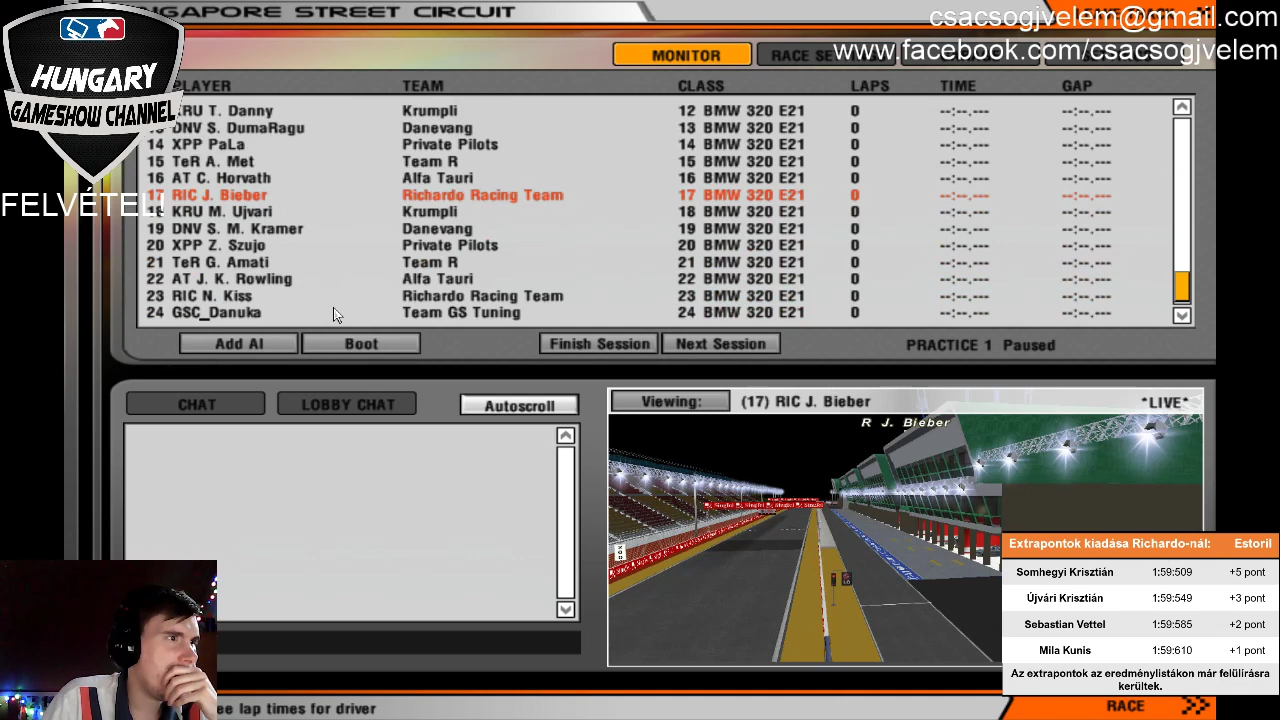 NGAPORE STREET CIRCUIT
csacsogjvelem@gmail.com
www.facebook.com/csacsogjvelem
HUNGARY
GAMESHOW CHANNEL
FELVÉTEL!
MONITOR RACE SE
PLAYER TEAM CLASS LAPS TIME GAP
KRU T. Danny Krumpli 12 BMW 320 E21 0 --:--.--- --:--.---
DNV S. DumaRagu Danevang 13 BMW 320 E21 0 --:--.--- --:--.---
14 XPP PaLa Private Pilots 14 BMW 320 E21 0 --:--.--- --:--.---
15 TeR A. Met Team R 15 BMW 320 E21 0 --:--.--- --:--.---
16 AT C. Horvath Alfa Tauri 16 BMW 320 E21 0 --:--.--- --:--.---
17 RIC J. Bieber Richardo Racing Team 17 BMW 320 E21 0 --:--.--- --:--.---
KRU M. Ujvari Krumpli 18 BMW 320 E21 0 --:--.--- --:--.---
19 DNV S. M. Kramer Danevang 19 BMW 320 E21 0 --:--.--- --:--.---
20 XPP Z. Szujo Private Pilots 20 BMW 320 E21 0 --:--.--- --:--.---
21 TeR G. Amati Team R 21 BMW 320 E21 0 --:--.--- --:--.---
22 AT J. K. Rowling Alfa Tauri 22 BMW 320 E21 0 --:--.--- --:--.---
23 RIC N. Kiss Richardo Racing Team 23 BMW 320 E21 0 --:--.--- --:--.---
24 GSC_Danuka Team GS Tuning 24 BMW 320 E21 0 --:--.--- --:--.---
Add AI Boot Finish Session Next Session PRACTICE 1 Paused
CHAT LOBBY CHAT Autoscroll
Viewing: (17) RIC J. Bieber *LIVE*
R J. Bieber
Extrapontok kiadása Richardo-nál: Estoril
Somhegyi Krisztián 1:59:509 +5 pont
Újvári Krisztián 1:59:549 +3 pont
Sebastian Vettel 1:59:585 +2 pont
Mila Kunis 1:59:610 +1 pont
Az extrapontok az eredménylistákon már felülírásra
kerültek.
ee lap times for driver
RACE